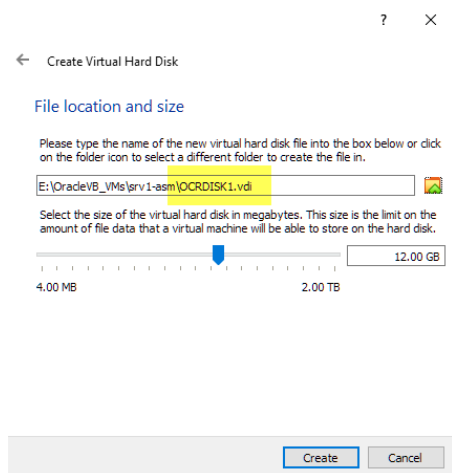 ?
Create Virtual Hard Disk
File location and size
Please type the name of the new virtual hard disk file into the box below or click
on the folder icon to select a different folder to create the file in.
E:\OracleVB_VMs\srv1-asm\OCRDISK1.vdi
Select the size of the virtual hard disk in megabytes. This size is the limit on the
amount of file data that a virtual machine will be able to store on the hard disk.
12.00 GB
4.00 MB 2.00 TB
Create Cancel